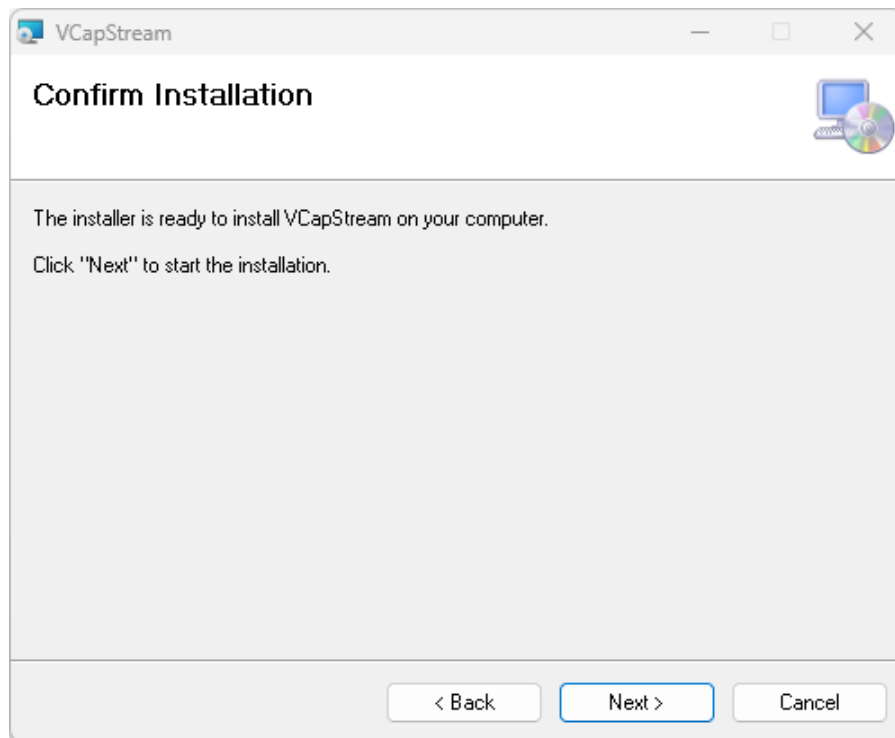 VCapStream
Confirm Installation
The installer is ready to install VCapStream on your computer.
Click "Next" to start the installation.
< Back
Next >
Cancel